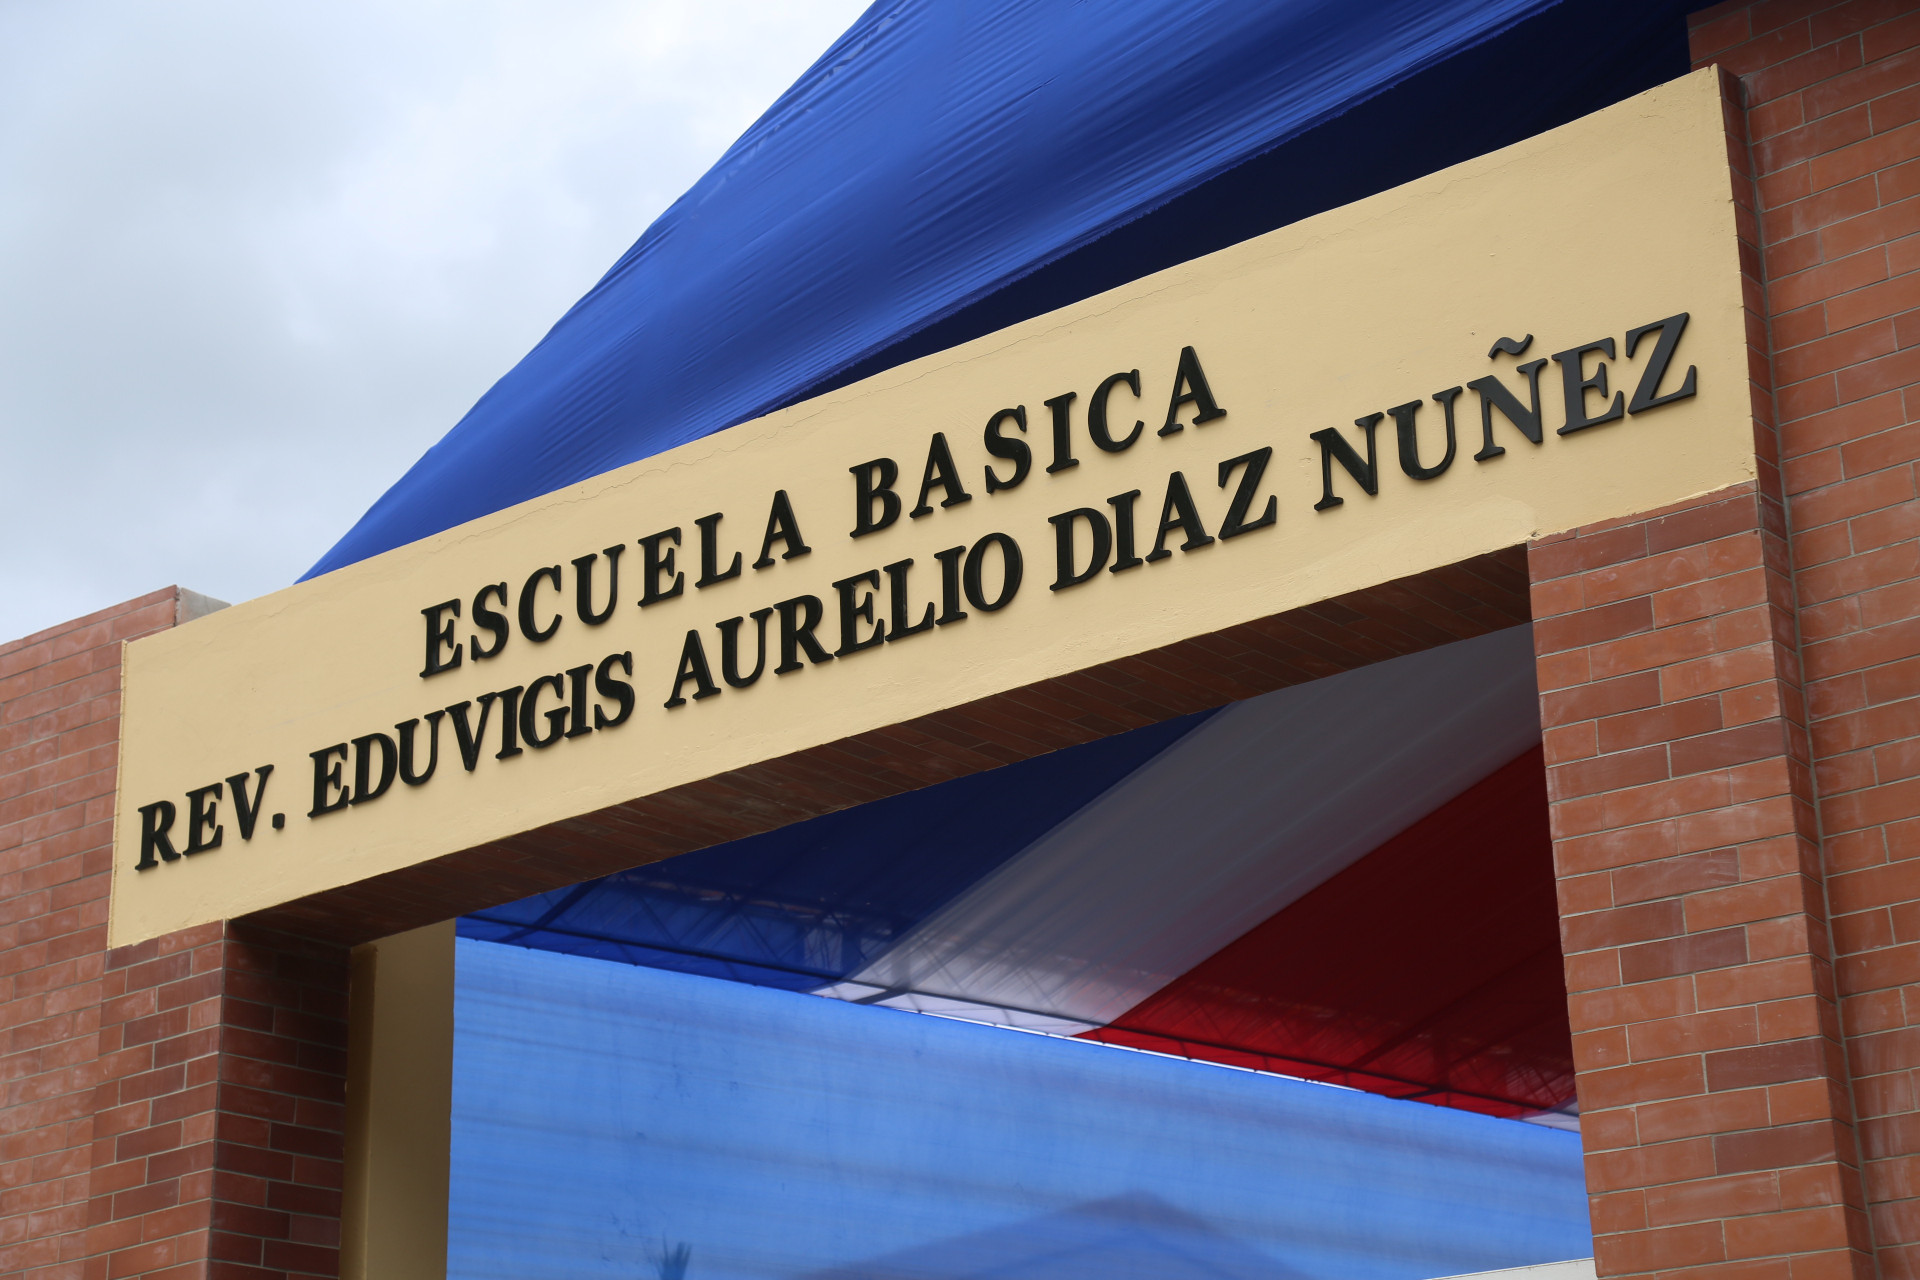 ESCUELA BASICA
REV. EDUVIGIS AURELIO DIAZ NUÑEZ